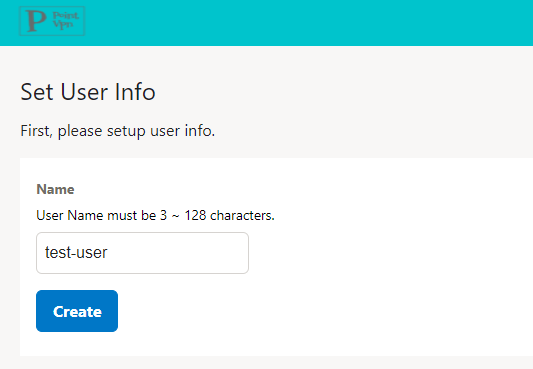 P Point
Vpn
Set User Info
First, please setup user info.
Name
User Name must be 3 ~ 128 characters.
test-user
Create